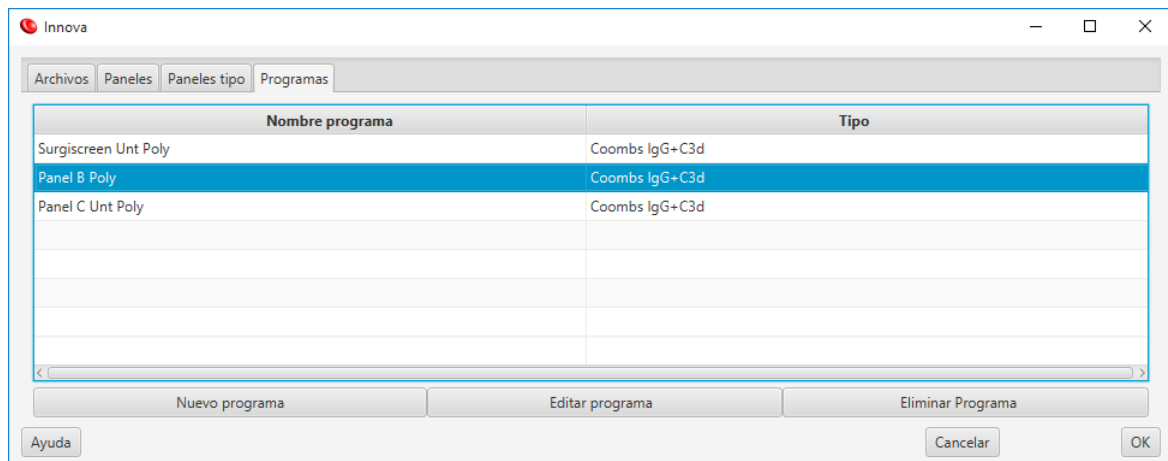 Innova
Archivos Paneles Paneles tipo Programas
Nombre programa Tipo
Surgiscreen Unt Poly Coombs IgG+C3d
Panel B Poly Coombs IgG+C3d
Panel C Unt Poly Coombs IgG+C3d
Nuevo programa Editar programa Eliminar Programa
Ayuda Cancelar OK